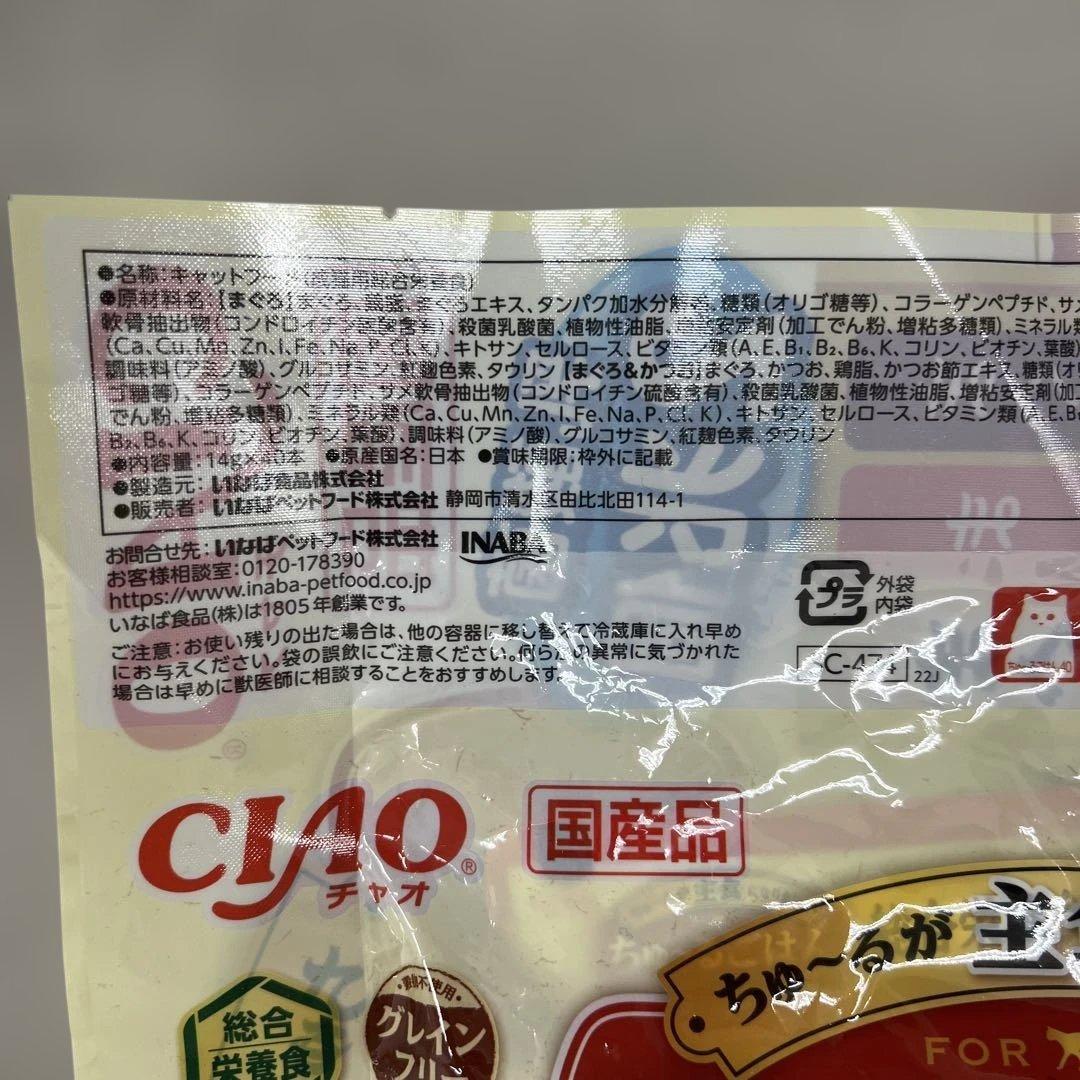 ●名称：キャットフード(成猫用総合栄養食)
●原材料名：【まぐろ】まぐろ、鶏脂、まぐろエキス、タンパク加水分解物、糖類(オリゴ糖等)、コラーゲンペプチド、サメ
軟骨抽出物(コンドロイチン硫酸含有)、殺菌乳酸菌、植物性油脂、増粘安定剤(加工でん粉、増粘多糖類)、ミネラル類
(Ca、Cu、Mn、Zn、I、Fe、Na、P、Cl、K)、キトサン、セルロース、ビタミン類(A、E、B₁、B₂、B₆、K、コリン、ビオチン、葉酸)
調味料(アミノ酸)、グルコサミン、紅麹色素、タウリン【まぐろ&かつお】まぐろ、かつお、鶏脂、かつお節エキス、糖類(オリ
ゴ糖等)、コラーゲンペプチド、サメ軟骨抽出物(コンドロイチン硫酸含有)、殺菌乳酸菌、植物性油脂、増粘安定剤(加工
でん粉、増粘多糖類)、ミネラル類(Ca、Cu、Mn、Zn、I、Fe、Na、P、Cl、K)、キトサン、セルロース、ビタミン類(A、E、B
B₂、B₆、K、コリン、ビオチン、葉酸)、調味料(アミノ酸)、グルコサミン、紅麹色素、タウリン
●内容量：14g×40本 ●原産国名：日本 ●賞味期限：枠外に記載
●製造元：いなば食品株式会社
●販売者：いなばペットフード株式会社 静岡市清水区由比北田114-1
お問合せ先：いなばペットフード株式会社 INABA
お客様相談室：0120-178390
https://www.inaba-petfood.co.jp
いなば食品(株)は1805年創業です。
ご注意：お使い残りの出た場合は、他の容器に移し替えて冷蔵庫に入れ早め
にお与えください。袋の誤飲にご注意ください。何らかの異常に気づかれた
場合は早めに獣医師に相談することをおすすめします。
プラ 外袋
内袋
C-474 22J
CIAO®
チャオ
国産品
ちゅ〜るが主
総合
栄養食
グレイン
フリー
FOR